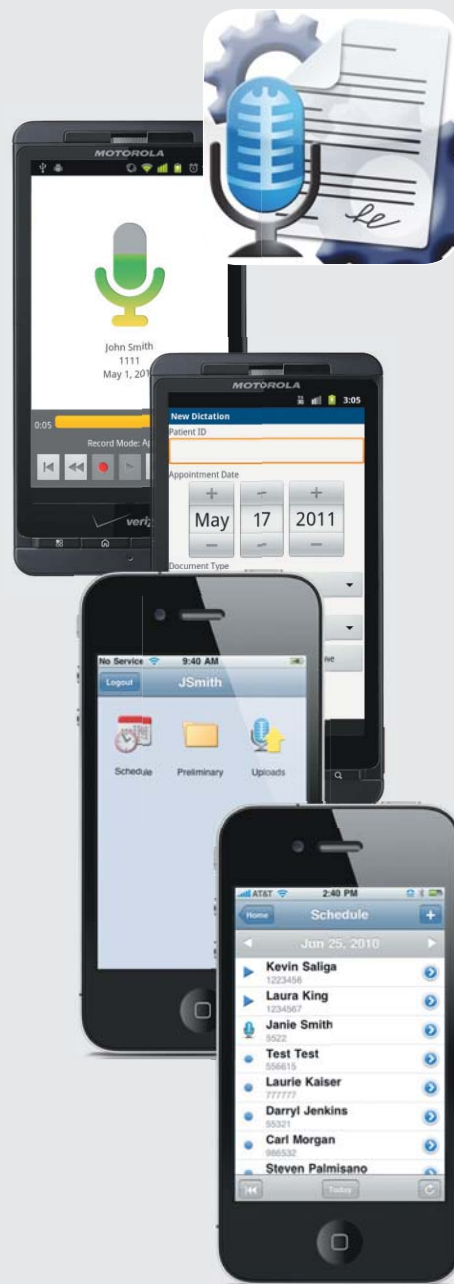 MOTOROLA
John Smith
1111
May 1, 201
0:05
Record Mode:
MOTOROLA
3:05
New Dictation
Patient ID
Appointment Date
May 17 2011
Document Type
No Service 9:40 AM
Logout JSmith
Schedule Preliminary Uploads
AT&T 2:40 PM
Home Schedule +
Jun 25, 2010
Kevin Saliga
1223456
Laura King
1234567
Janie Smith
5522
Test Test
556615
Laurie Kaiser
777777
Darryl Jenkins
55321
Carl Morgan
986532
Steven Palmisano
Today